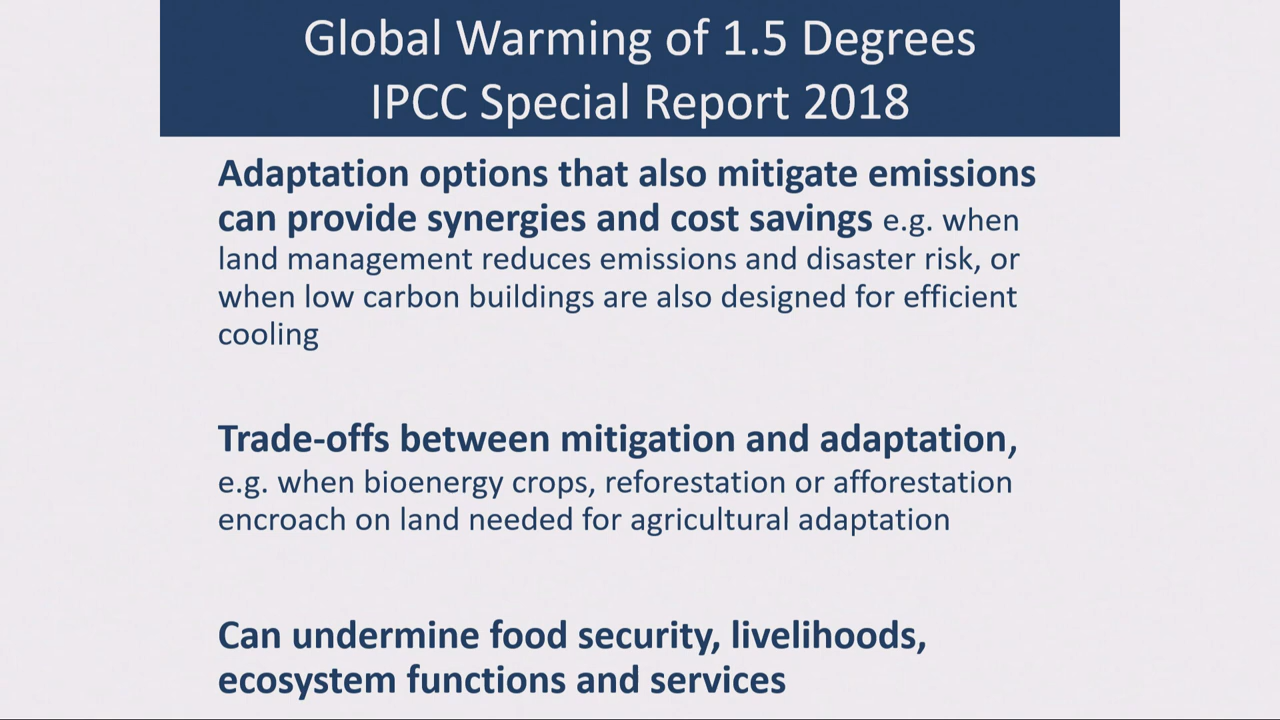 Global Warming of 1.5 Degrees
IPCC Special Report 2018
Adaptation options that also mitigate emissions
can provide synergies and cost savings e.g. when
land management reduces emissions and disaster risk, or
when low carbon buildings are also designed for efficient
cooling
Trade-offs between mitigation and adaptation,
e.g. when bioenergy crops, reforestation or afforestation
encroach on land needed for agricultural adaptation
Can undermine food security, livelihoods,
ecosystem functions and services